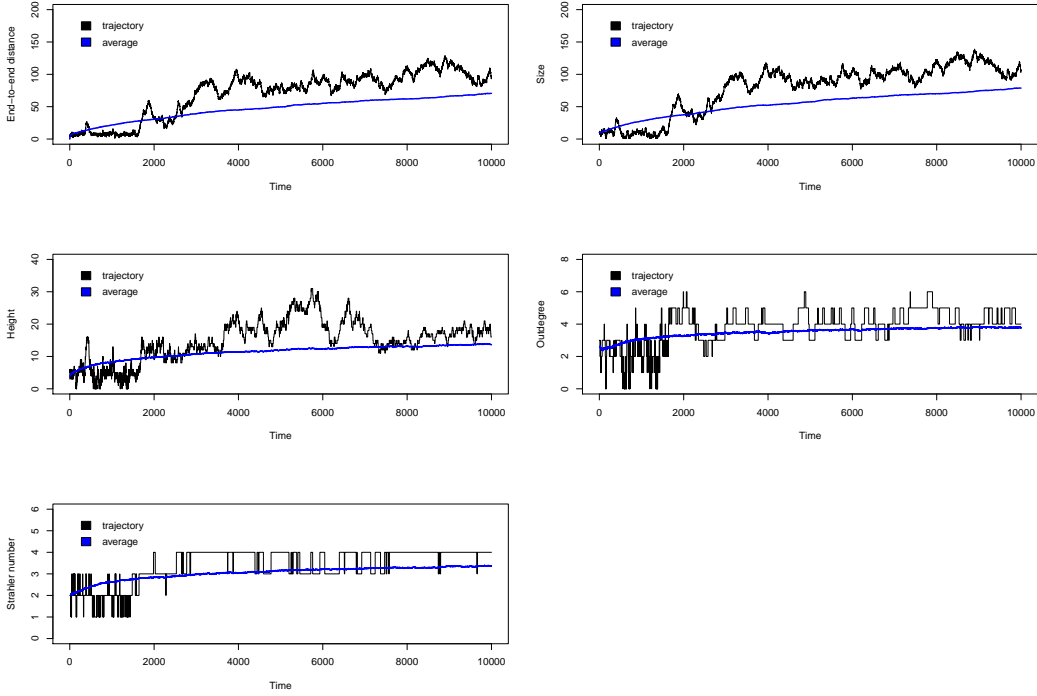 End−to−end distance
200
150
100
50
0
trajectory
average
0 2000 4000 6000 8000 10000
Time
Size
200
150
100
50
0
trajectory
average
0 2000 4000 6000 8000 10000
Time
Height
40
30
20
10
0
trajectory
average
0 2000 4000 6000 8000 10000
Time
Outdegree
8
6
4
2
0
trajectory
average
0 2000 4000 6000 8000 10000
Time
Strahler number
6
5
4
3
2
1
0
trajectory
average
0 2000 4000 6000 8000 10000
Time